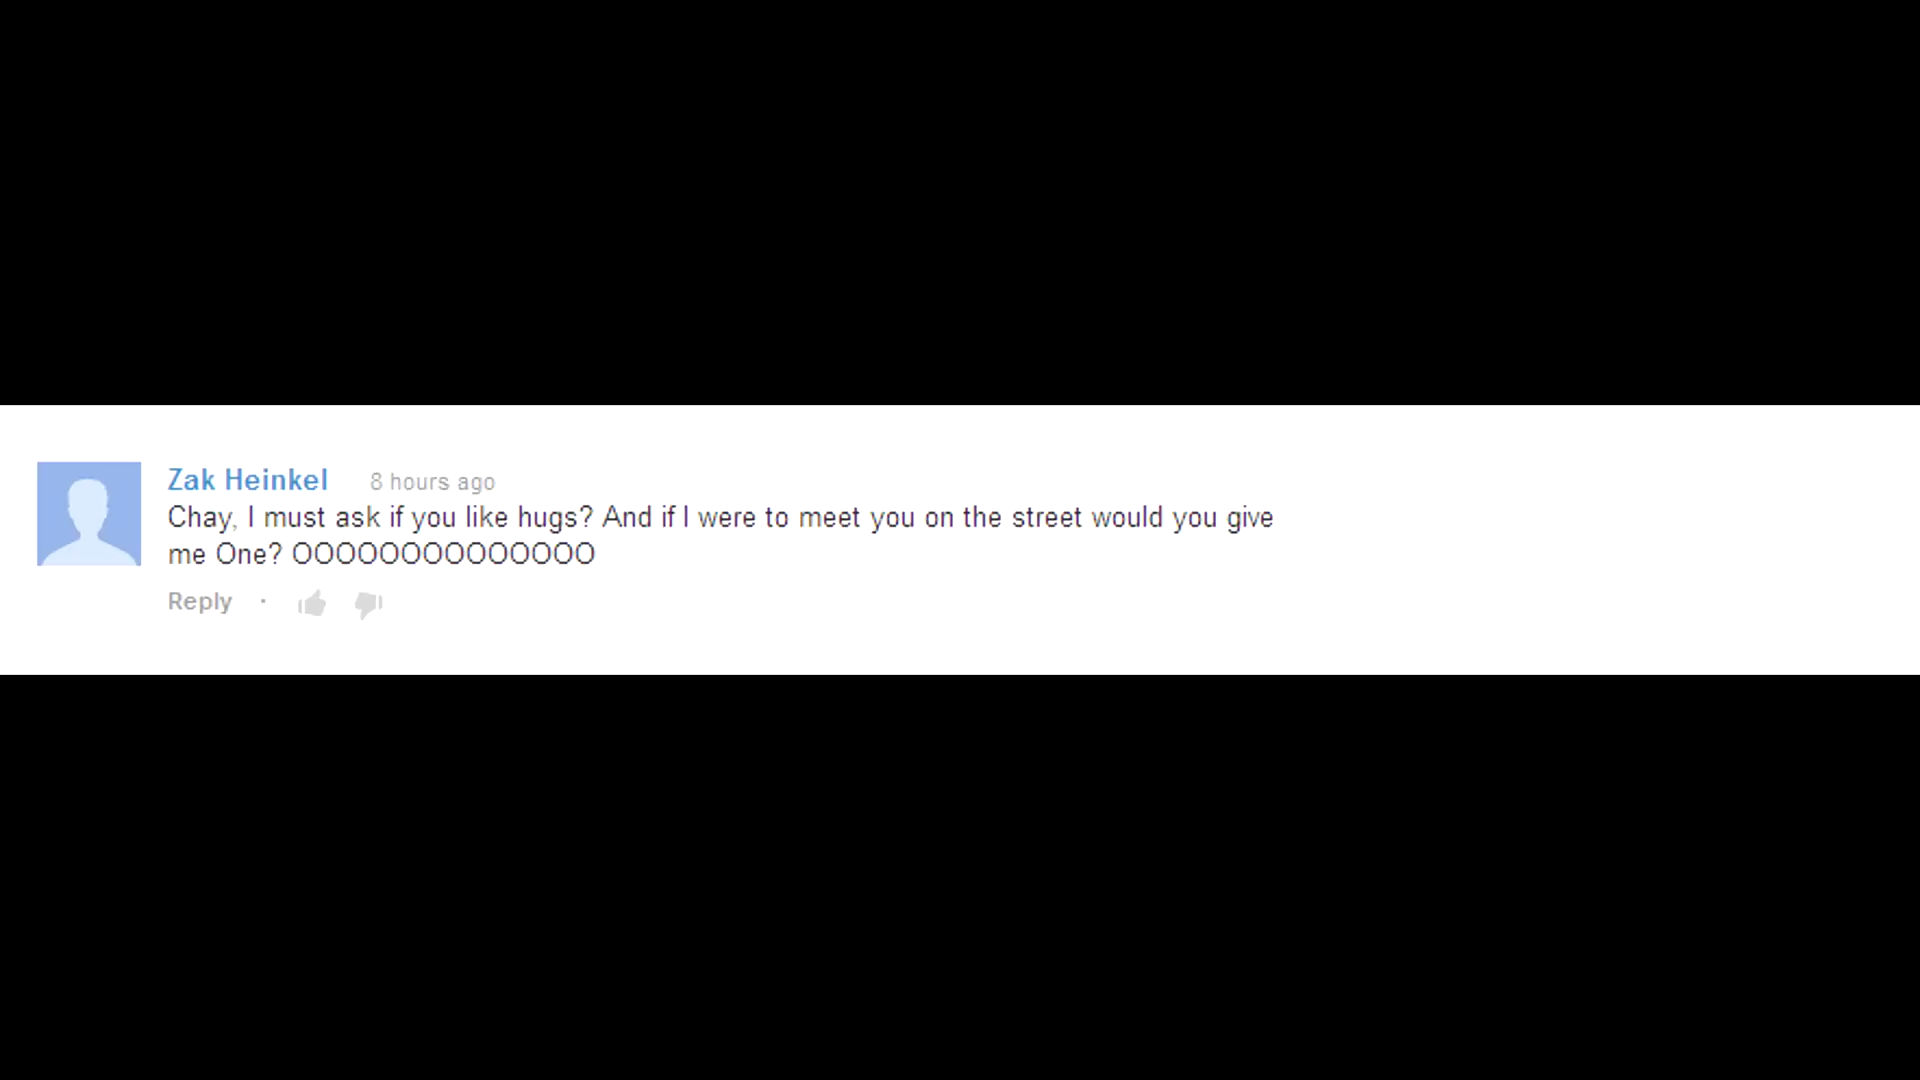 Zak Heinkel 8 hours ago
Chay, I must ask if you like hugs? And if I were to meet you on the street would you give
me One? OOOOOOOOOOOOOO
Reply ·